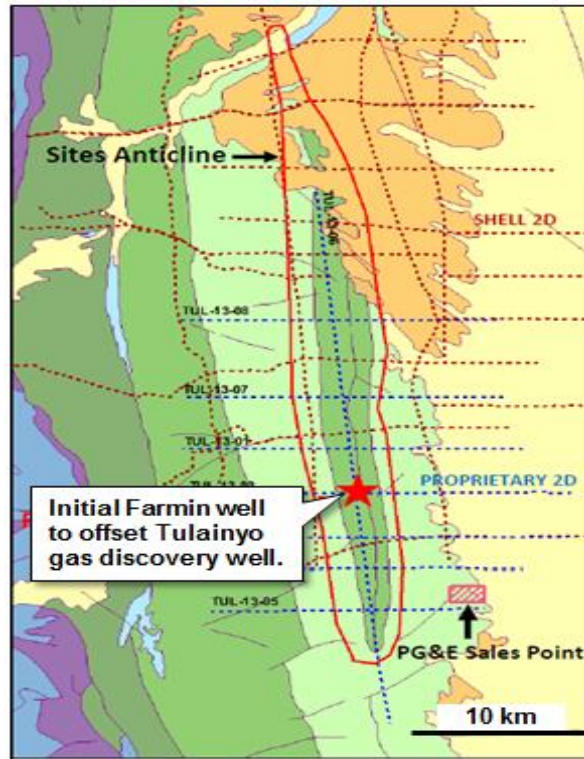 Sites Anticline
TUL-13-06
SHELL 2D
TUL-13-08
TUL-13-07
TUL-13-01
PROPRIETARY 2D
Initial Farmin well
to offset Tulainyo
gas discovery well.
TUL-13-05
PG&E Sales Point
10 km